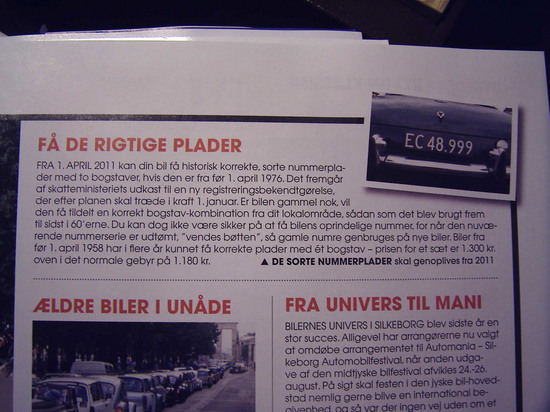 EC 48.999
FÅ DE RIGTIGE PLADER
FRA 1. APRIL 2011 kan din bil få historisk korrekte, sorte nummerpla-
der med to bogstaver, hvis den er fra før 1. april 1976. Det fremgår
af skatteministeriets udkast til en ny registreringsbekendtgørelse,
der efter planen skal træde i kraft 1. januar. Er bilen gammel nok, vil
den få tildelt en korrekt bogstav-kombination fra dit lokalområde, sådan som det blev brugt frem
til sidst i 60'erne. Du kan dog ikke være sikker på at få bilens oprindelige nummer, for når den nuvæ-
rende nummerserie er udtømt, "vendes bøtten", så gamle numre genbruges på nye biler. Biler fra
før 1. april 1958 har i flere år kunnet få korrekte plader med ét bogstav – prisen for et sæt er 1.300 kr.
oven i det normale gebyr på 1.180 kr.
▲ DE SORTE NUMMERPLADER skal genoplives fra 2011
ÆLDRE BILER I UNÅDE
FRA UNIVERS TIL MANI
BILERNES UNIVERS I SILKEBORG blev sidste år en
stor succes. Alligevel har arrangørerne nu valgt
at omdøbe arrangementet til Automania – Sil-
keborg Automobilfestival, når anden udga-
ve af den midtjyske bilfestival afvikles 24.-26.
august. På sigt skal festen i den jyske bil-hoved-
stad nemlig gerne blive en international be-
givenhed, og så var der ingen vej uden om et